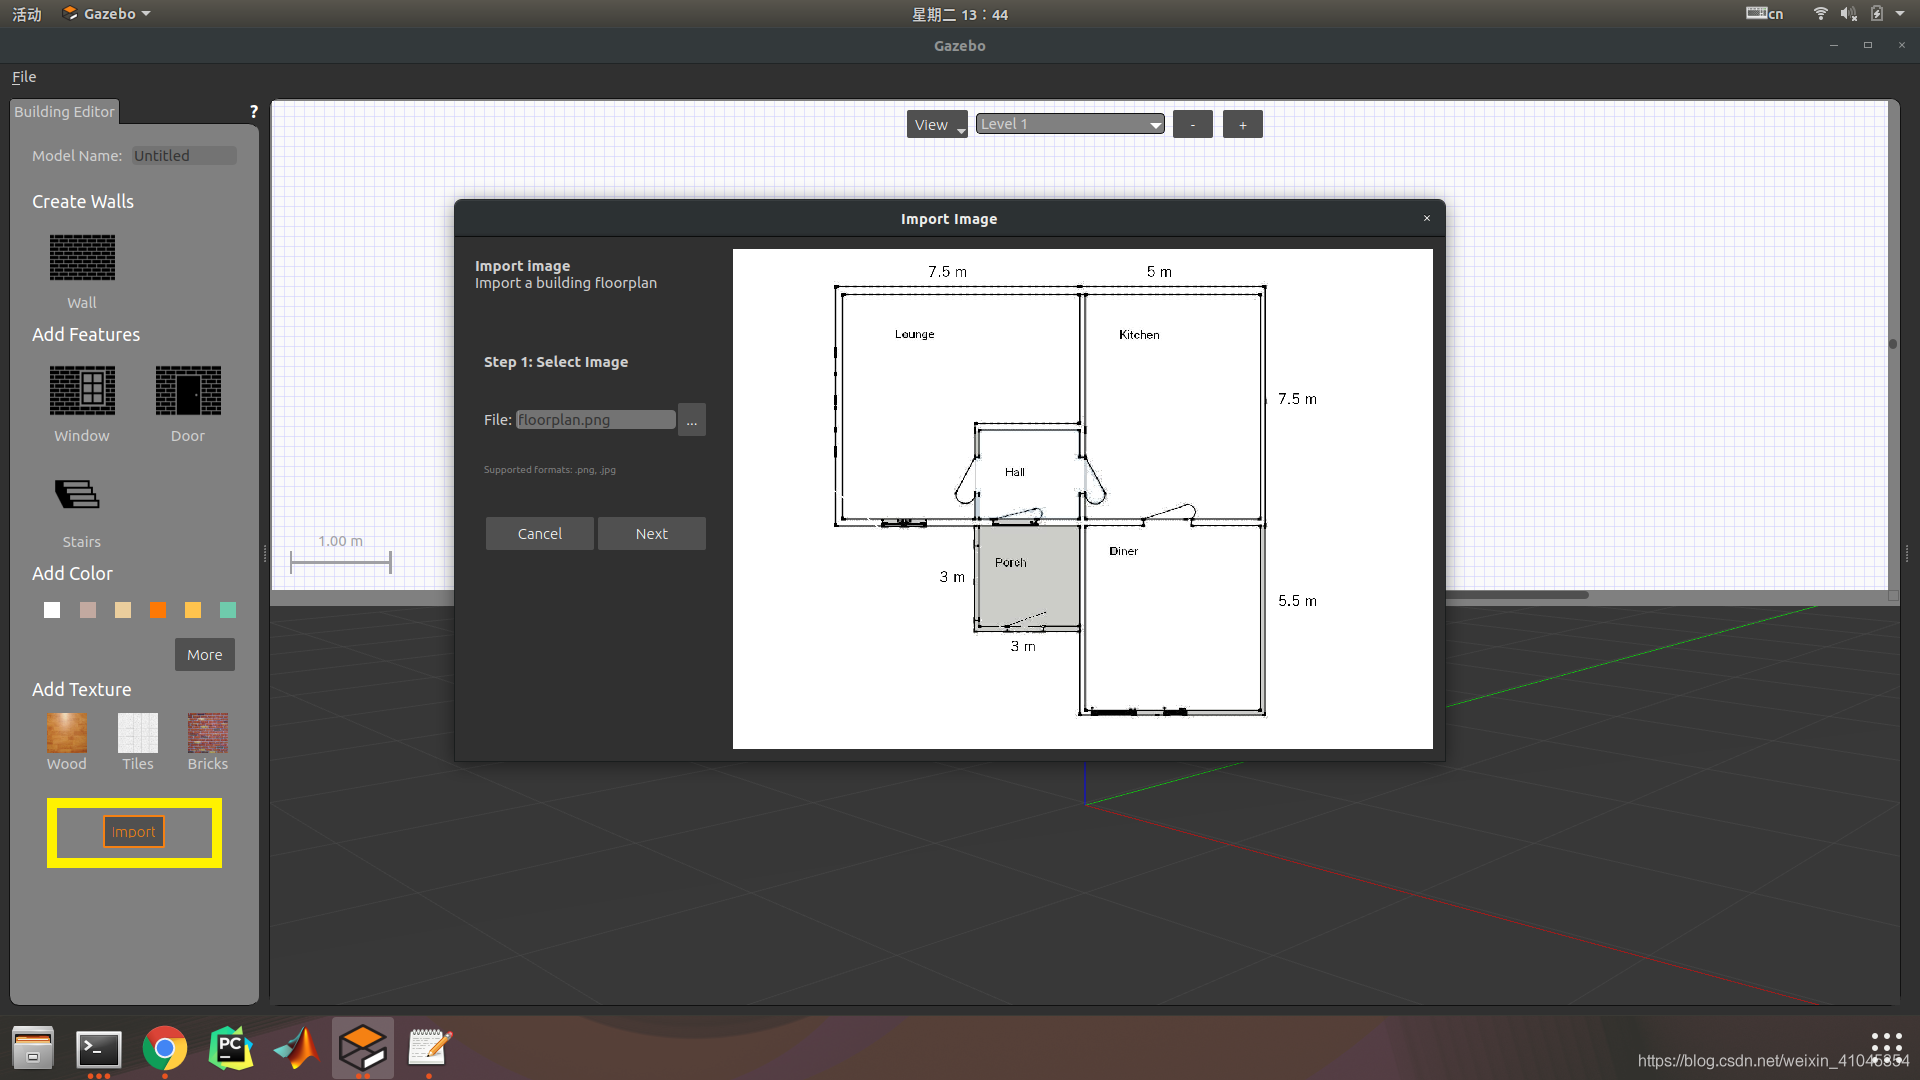 活动 Gazebo 星期二 13：44 cn
Gazebo
File
Building Editor ?
Model Name: Untitled
Create Walls
Wall
Add Features
Window Door
Stairs
Add Color
More
Add Texture
Wood Tiles Bricks
Import
View Level 1 - +
1.00 m
Import Image
Import image
Import a building floorplan
Step 1: Select Image
File: floorplan.png ...
Supported formats: .png, .jpg
Cancel Next
7.5 m 5 m
Lounge Kitchen
7.5 m
Hall
Porch Diner
3 m
5.5 m
3 m
PC
https://blog.csdn.net/weixin_41045354